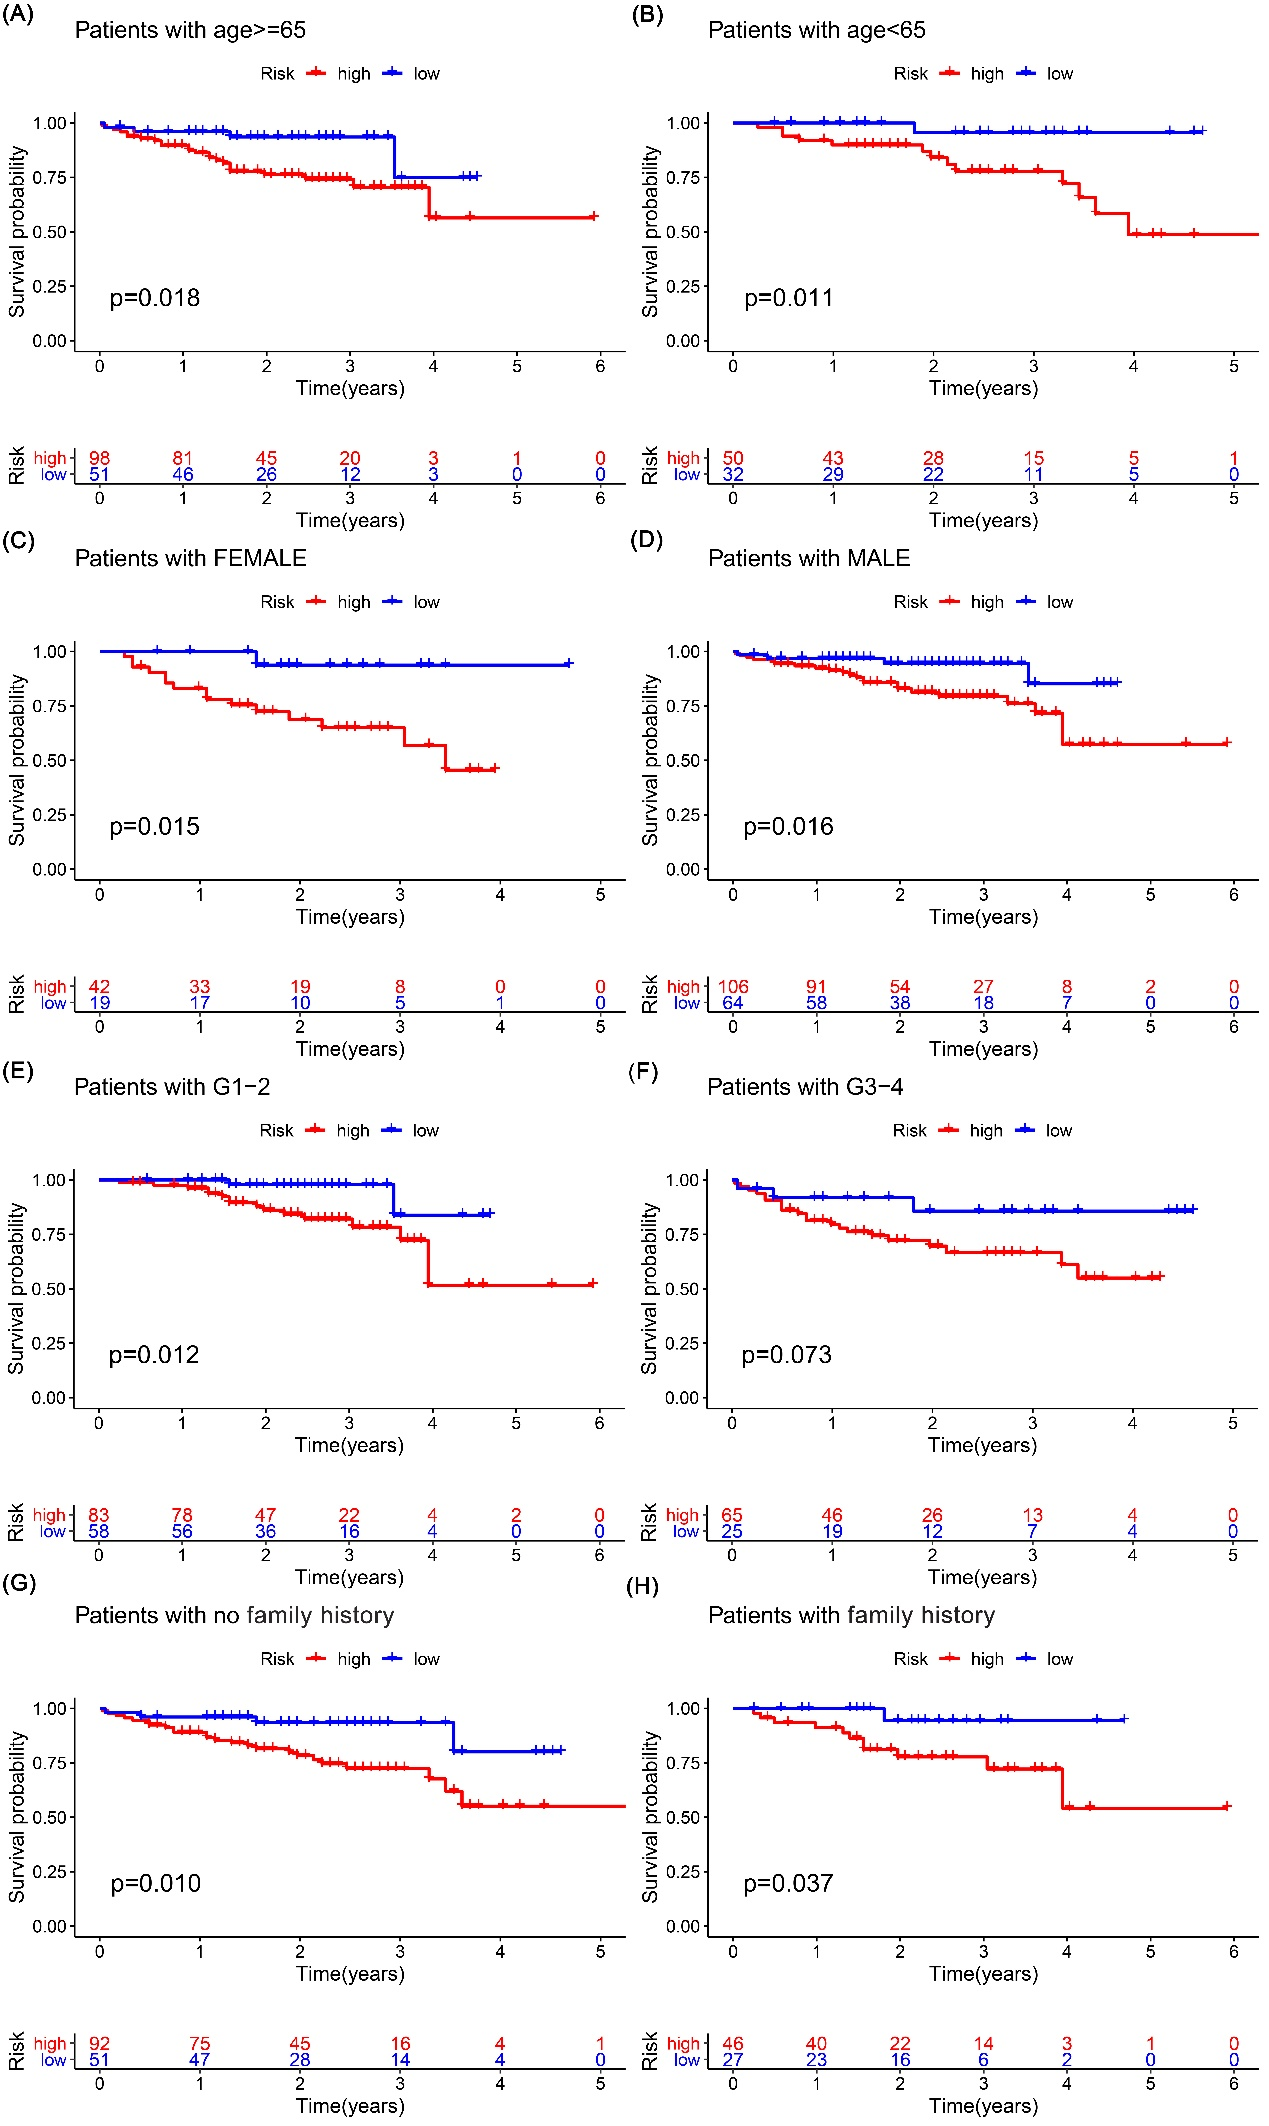 (A)
Patients with age>=65
Risk high low
Survival probability
1.00
0.75
0.50
0.25
0.00
p=0.018
0 1 2 3 4 5 6
Time(years)
Risk
high 98 81 45 20 3 1 0
low 51 46 26 12 3 0 0
0 1 2 3 4 5 6
Time(years)
(B)
Patients with age<65
Risk high low
Survival probability
1.00
0.75
0.50
0.25
0.00
p=0.011
0 1 2 3 4 5
Time(years)
Risk
high 50 43 28 15 5 1
low 32 29 22 11 5 0
0 1 2 3 4 5
Time(years)
(C)
Patients with FEMALE
Risk high low
Survival probability
1.00
0.75
0.50
0.25
0.00
p=0.015
0 1 2 3 4 5
Time(years)
Risk
high 42 33 19 8 0 0
low 19 17 10 5 1 0
0 1 2 3 4 5
Time(years)
(D)
Patients with MALE
Risk high low
Survival probability
1.00
0.75
0.50
0.25
0.00
p=0.016
0 1 2 3 4 5 6
Time(years)
Risk
high 106 91 54 27 8 2 0
low 64 58 38 18 7 0 0
0 1 2 3 4 5 6
Time(years)
(E)
Patients with G1−2
Risk high low
Survival probability
1.00
0.75
0.50
0.25
0.00
p=0.012
0 1 2 3 4 5 6
Time(years)
Risk
high 83 78 47 22 4 2 0
low 58 56 36 16 4 0 0
0 1 2 3 4 5 6
Time(years)
(F)
Patients with G3−4
Risk high low
Survival probability
1.00
0.75
0.50
0.25
0.00
p=0.073
0 1 2 3 4 5
Time(years)
Risk
high 65 46 26 13 4 0
low 25 19 12 7 4 0
0 1 2 3 4 5
Time(years)
(G)
Patients with no family history
Risk high low
Survival probability
1.00
0.75
0.50
0.25
0.00
p=0.010
0 1 2 3 4 5
Time(years)
Risk
high 92 75 45 16 4 1
low 51 47 28 14 4 0
0 1 2 3 4 5
Time(years)
(H)
Patients with family history
Risk high low
Survival probability
1.00
0.75
0.50
0.25
0.00
p=0.037
0 1 2 3 4 5 6
Time(years)
Risk
high 46 40 22 14 3 1 0
low 27 23 16 6 2 0 0
0 1 2 3 4 5 6
Time(years)